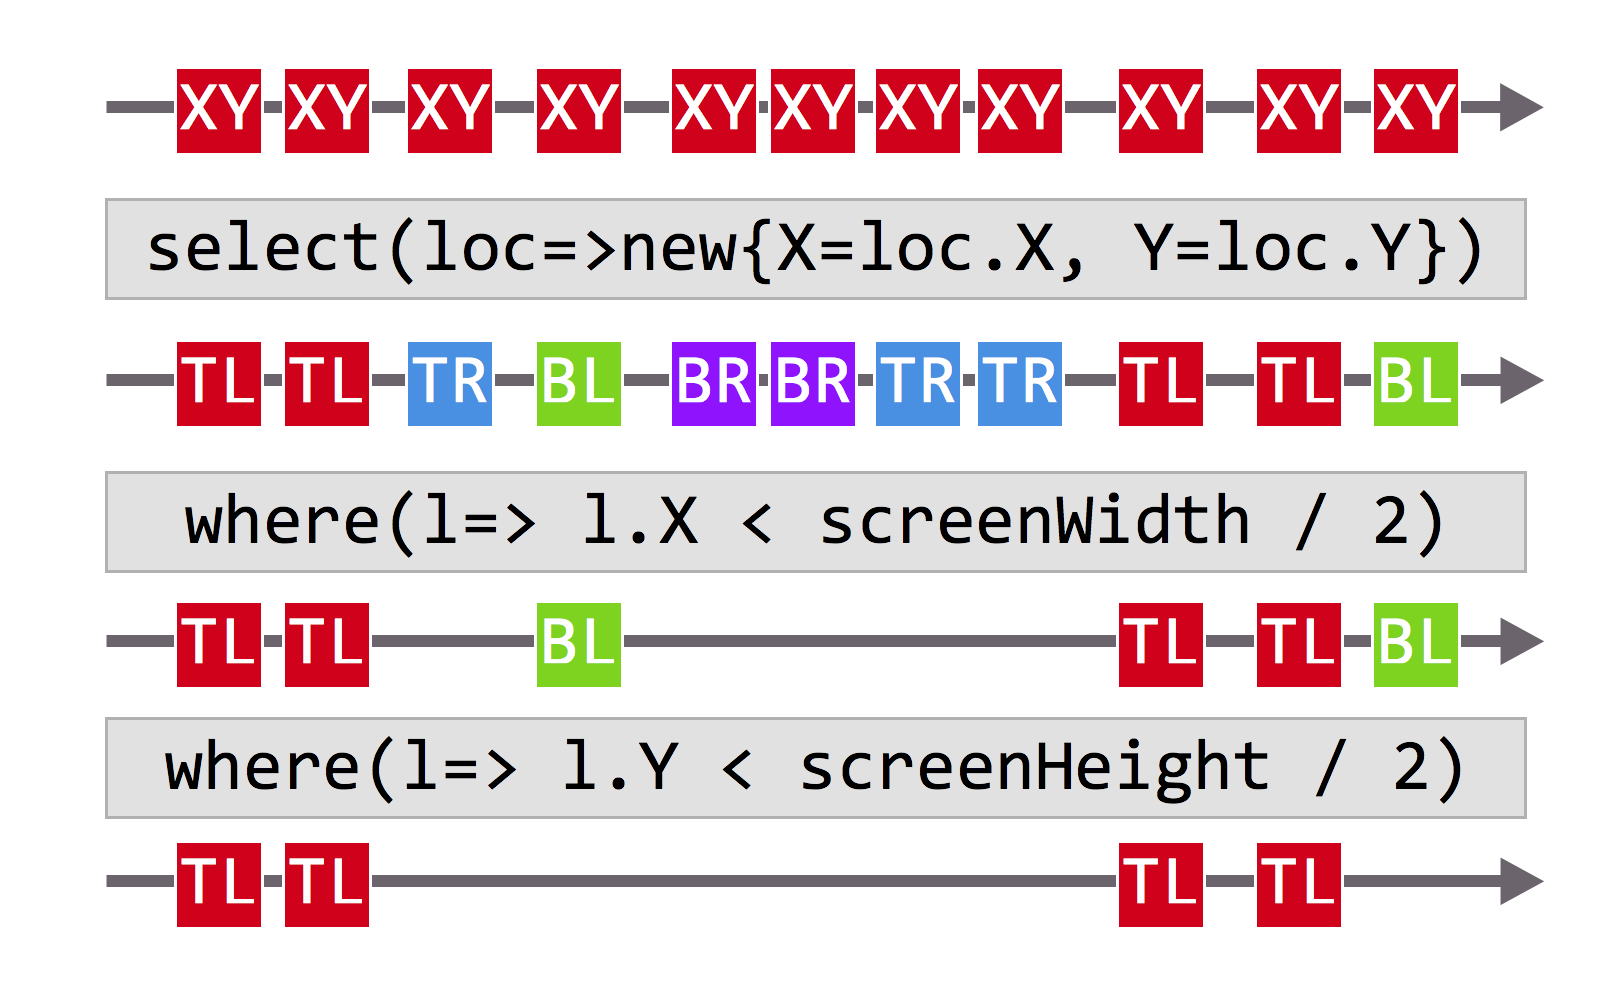 XY XY XY XY XY XY XY XY XY XY XY
select(loc=>new{X=loc.X, Y=loc.Y})
TL TL TR BL BR BR TR TR TL TL BL
where(l=> l.X < screenWidth / 2)
TL TL BL TL TL BL
where(l=> l.Y < screenHeight / 2)
TL TL TL TL